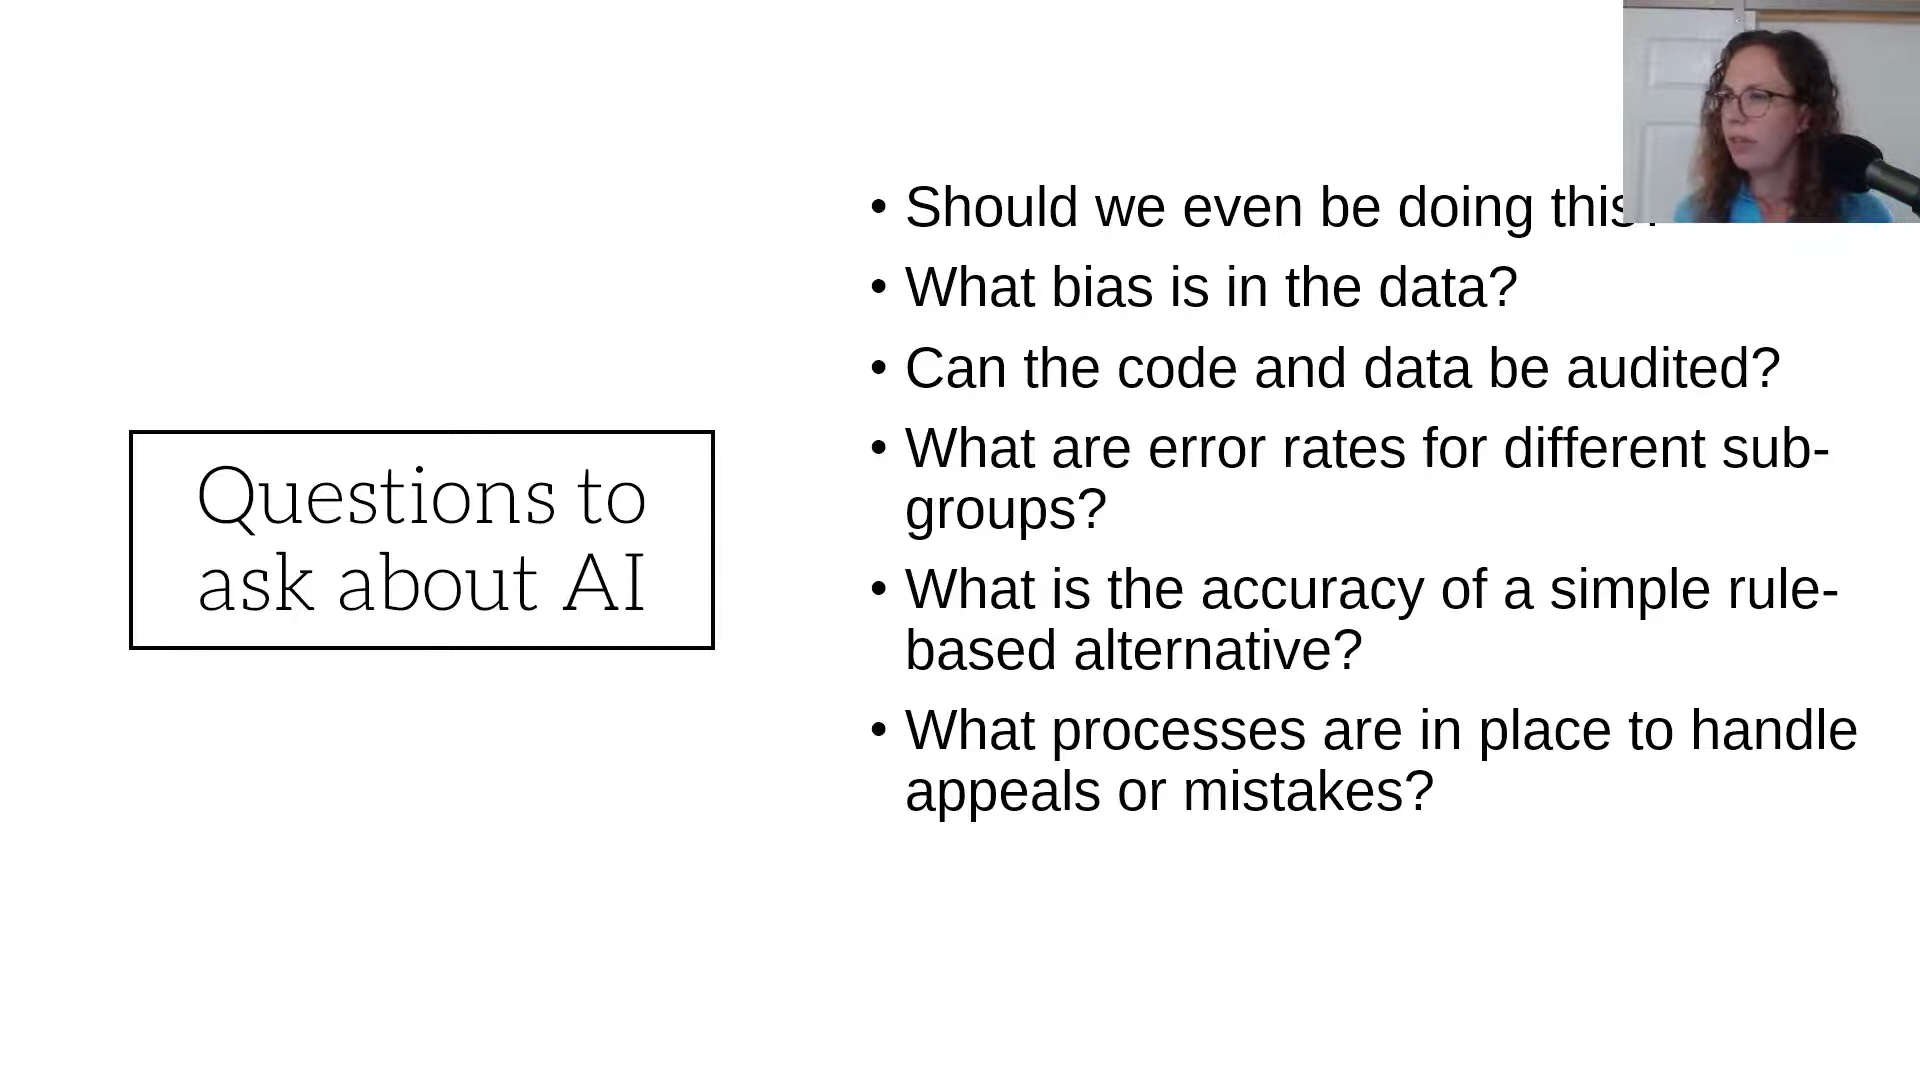 Questions to
ask about AI
• Should we even be doing this?
• What bias is in the data?
• Can the code and data be audited?
• What are error rates for different sub-
groups?
• What is the accuracy of a simple rule-
based alternative?
• What processes are in place to handle
appeals or mistakes?